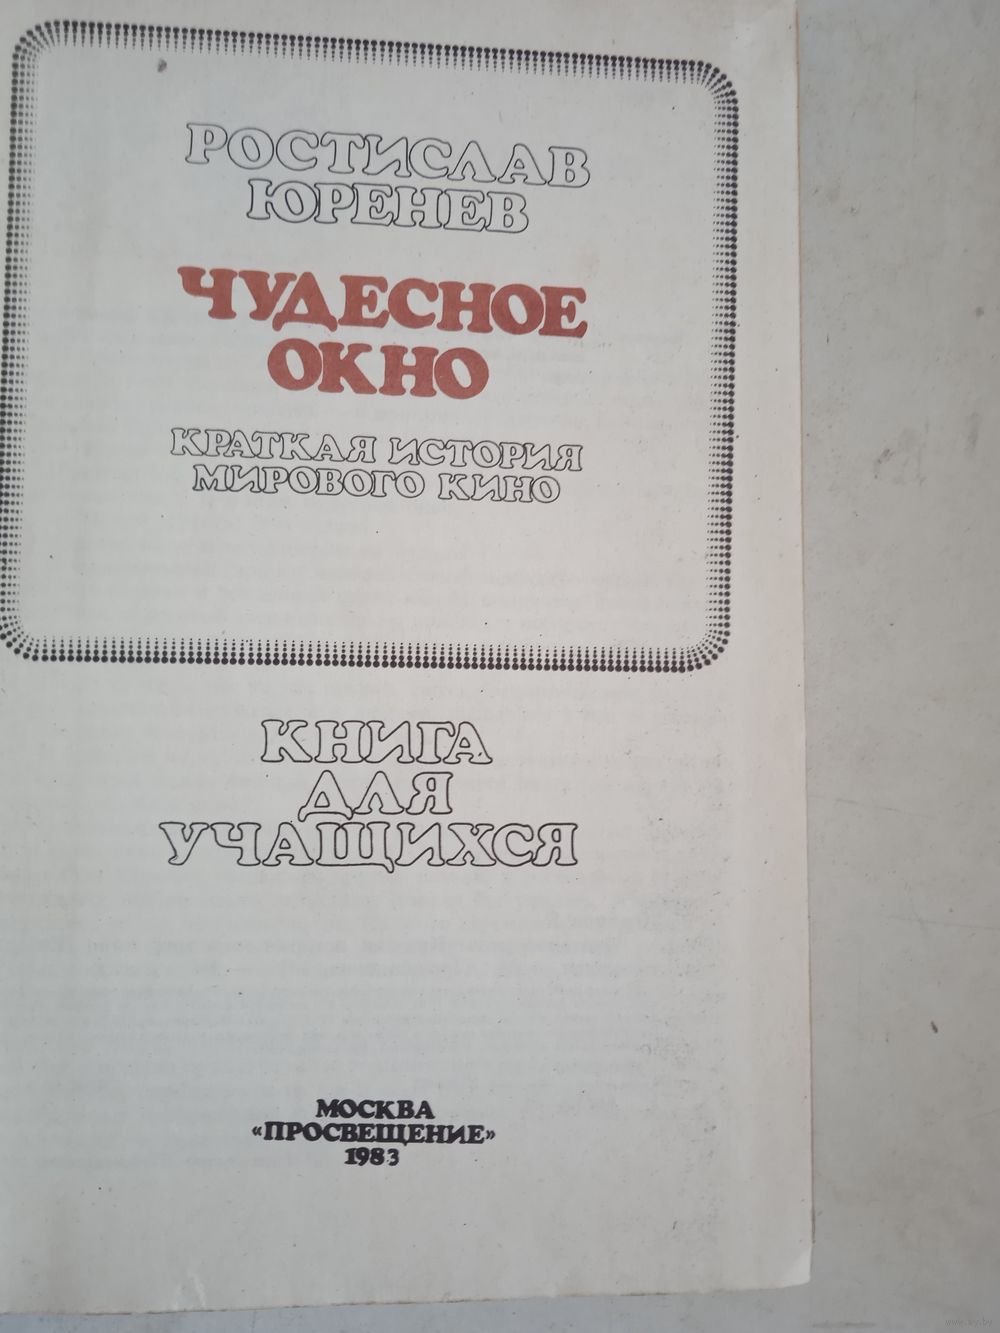 РОСТИСЛАВ
ЮРЕНЕВ
ЧУДЕСНОЕ
ОКНО
КРАТКАЯ ИСТОРИЯ
МИРОВОГО КИНО
КНИГА
ДЛЯ
УЧАЩИХСЯ
МОСКВА
«ПРОСВЕЩЕНИЕ»
1983